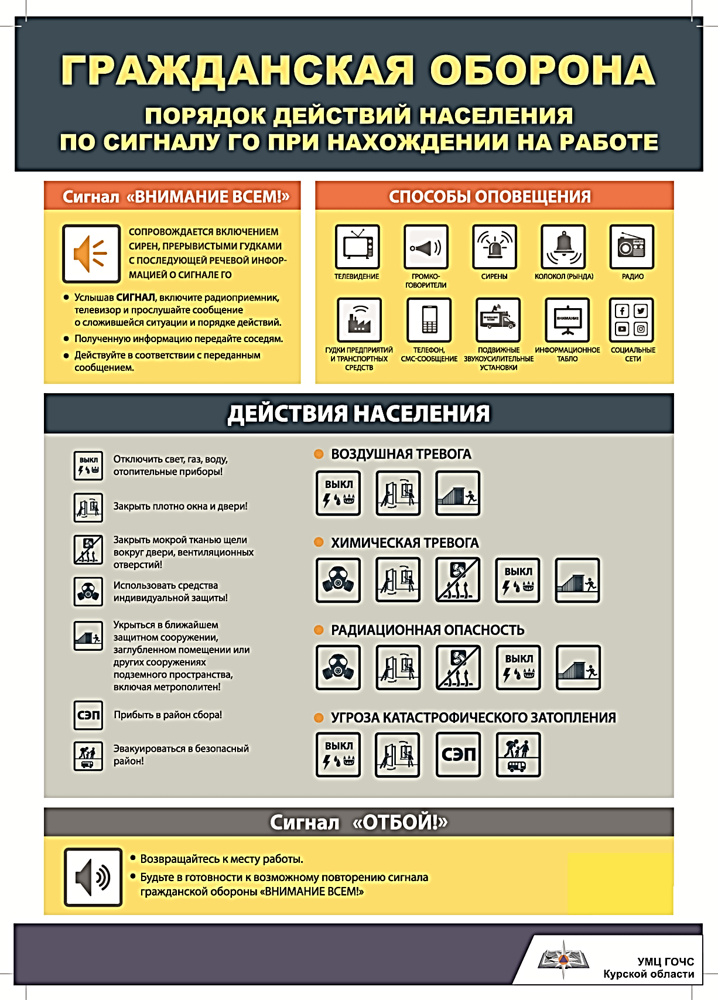 ГРАЖДАНСКАЯ ОБОРОНА
ПОРЯДОК ДЕЙСТВИЙ НАСЕЛЕНИЯ
ПО СИГНАЛУ ГО ПРИ НАХОЖДЕНИИ НА РАБОТЕ
Сигнал «ВНИМАНИЕ ВСЕМ!»
СОПРОВОЖДАЕТСЯ ВКЛЮЧЕНИЕМ
СИРЕН, ПРЕРЫВИСТЫМИ ГУДКАМИ
С ПОСЛЕДУЮЩЕЙ РЕЧЕВОЙ ИНФОР-
МАЦИЕЙ О СИГНАЛЕ ГО
• Услышав СИГНАЛ, включите радиоприемник,
телевизор и прослушайте сообщение
о сложившейся ситуации и порядке действий.
• Полученную информацию передайте соседям.
• Действуйте в соответствии с переданным
сообщением.
СПОСОБЫ ОПОВЕЩЕНИЯ
ТЕЛЕВИДЕНИЕ
ГРОМКО-
ГОВОРИТЕЛИ
СИРЕНЫ
КОЛОКОЛ (РЫНДА)
РАДИО
ГУДКИ ПРЕДПРИЯТИЙ
И ТРАНСПОРТНЫХ
СРЕДСТВ
ТЕЛЕФОН,
СМС-СООБЩЕНИЕ
ВНИМАНИЕ
ВСЕМ!
ПОДВИЖНЫЕ
ЗВУКОУСИЛИТЕЛЬНЫЕ
УСТАНОВКИ
ВНИМАНИЕ
ИНФОРМАЦИОННОЕ
ТАБЛО
СОЦИАЛЬНЫЕ
СЕТИ
ДЕЙСТВИЯ НАСЕЛЕНИЯ
ВЫКЛ
Отключить свет, газ, воду,
отопительные приборы!
Закрыть плотно окна и двери!
Закрыть мокрой тканью щели
вокруг двери, вентиляционных
отверстий!
Использовать средства
индивидуальной защиты!
Укрыться в ближайшем
защитном сооружении,
заглубленном помещении или
других сооружениях
подземного пространства,
включая метрополитен!
СЭП
Прибыть в район сбора!
Эвакуироваться в безопасный
район!
• ВОЗДУШНАЯ ТРЕВОГА
ВЫКЛ
• ХИМИЧЕСКАЯ ТРЕВОГА
ВЫКЛ
• РАДИАЦИОННАЯ ОПАСНОСТЬ
ВЫКЛ
• УГРОЗА КАТАСТРОФИЧЕСКОГО ЗАТОПЛЕНИЯ
ВЫКЛ
СЭП
Сигнал «ОТБОЙ!»
• Возвращайтесь к месту работы.
• Будьте в готовности к возможному повторению сигнала
гражданской обороны «ВНИМАНИЕ ВСЕМ!»
УМЦ ГОЧС
Курской области